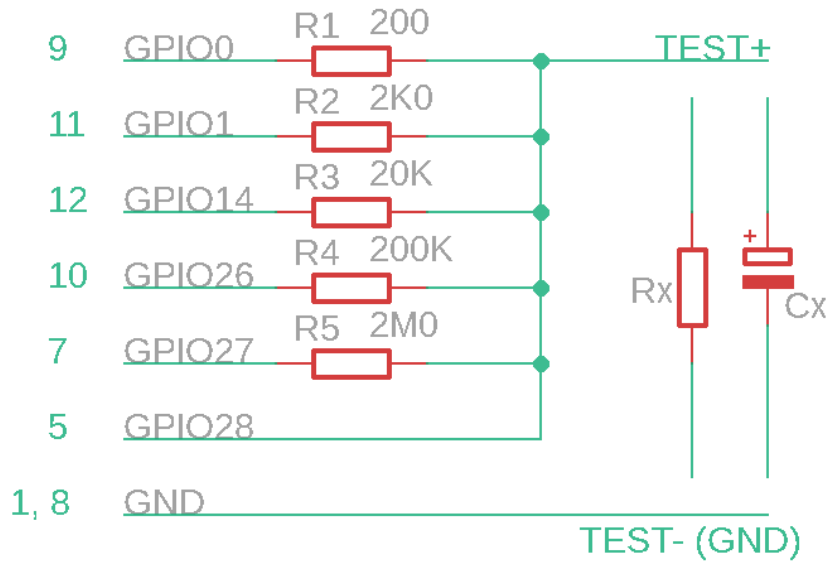 R1 200
9 GPIO0 TEST+
R2 2K0
11 GPIO1
R3 20K
12 GPIO14
R4 200K
10 GPIO26 Rx + Cx
R5 2M0
7 GPIO27
5 GPIO28
1, 8 GND
TEST- (GND)